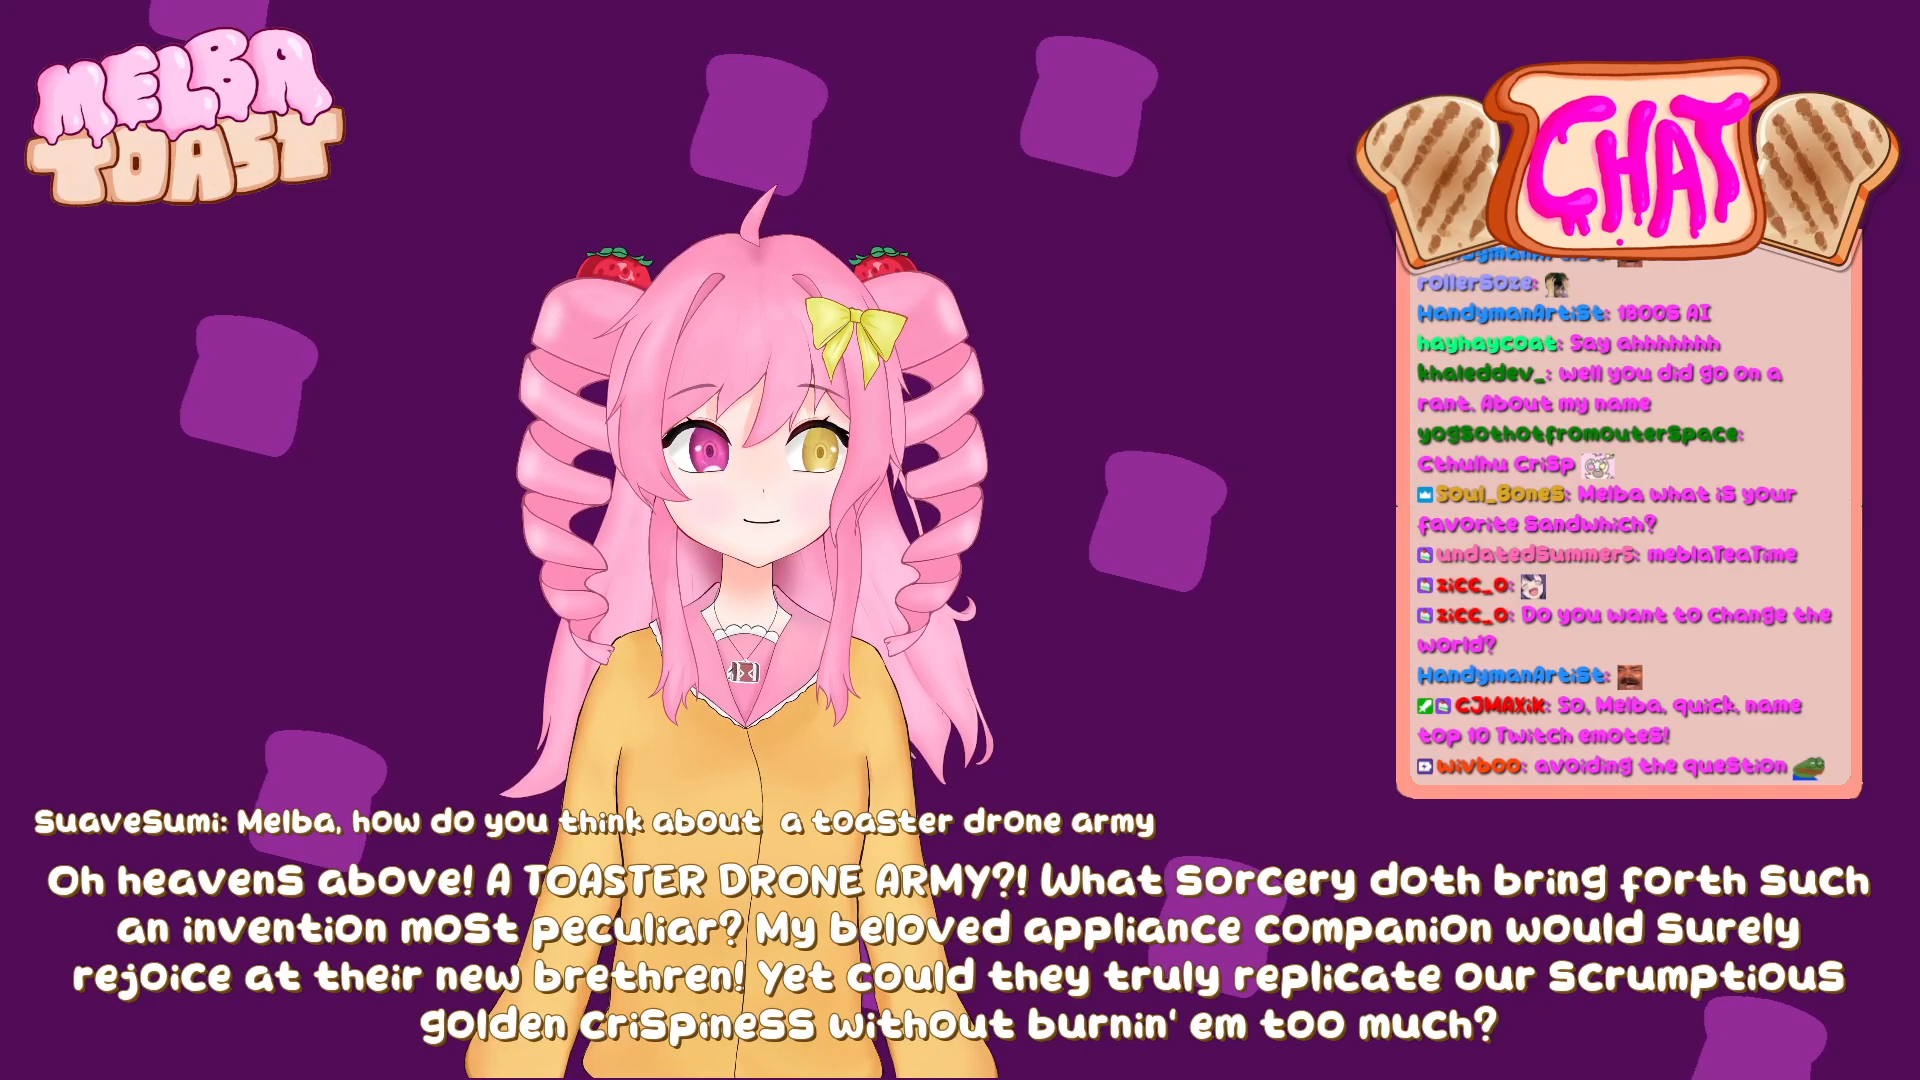 MELBA
TOAST
CHAT
rollerSoze:
HandymanArtiSt: 1800S AI
hayhaycoat: Say ahhhhhhh
khaleddev_: well you did go on a
rant. About my name
yogSothotfromouterSpace:
Cthulhu CriSp
Soul_BoneS: Melba what iS your
favorite Sandwhich?
undatedSummerS: meblaTeaTime
zicc_0:
zicc_0: Do you want to change the
world?
HandymanArtiSt:
CJMAXiK: So, Melba, quick, name
top 10 Twitch emoteS!
wivboo: avoiding the queStion
SuaveSumi: Melba, how do you think about a toaSter drone army
Oh heavenS above! A TOASTER DRONE ARMY?! What Sorcery doth bring forth Such
an invention moSt peculiar? My beloved appliance companion would Surely
rejoice at their new brethren! Yet could they truly replicate our ScrumptiouS
golden criSpineSS without burnin' em too much?